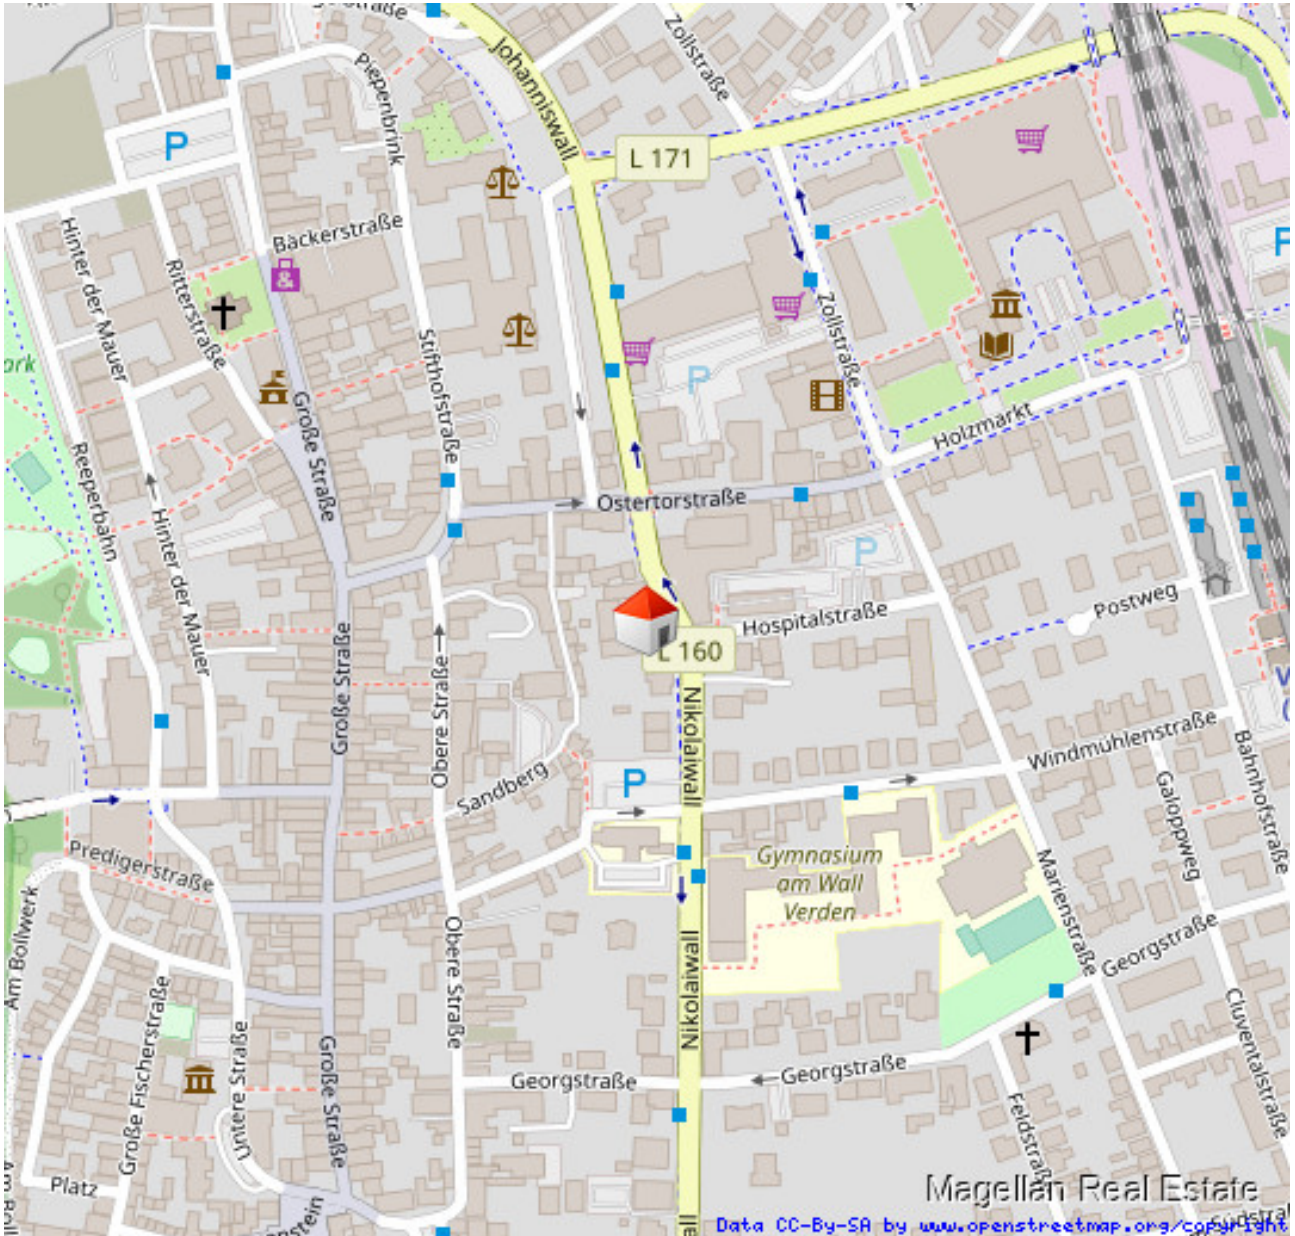 Johanniswall
Zollstraße
Piepenbrink
P
L 171
Bäckerstraße
Hinter der Mauer
Ritterstraße
Stifthofstraße
Zollstraße
P
ark
P
Große Straße
Holzmarkt
Reeperbahn
Ostertorstraße
Hinter der Mauer
P
Postweg
Hospitalstraße
L 160
Große Straße
Obere Straße
Nikolaiwall
Windmühlenstraße
Bahnhofstraße
Sandberg
P
Galoppweg
Predigerstraße
Gymnasium
am Wall
Verden
Marienstraße
Am Bollwerk
Obere Straße
Nikolaiwall
Georgstraße
Große Fischerstraße
Untere Straße
Große Straße
Georgstraße
Georgstraße
Cluventalstraße
Feldstraße
Platz
Magellan Real Estate
Data CC-By-SA by www.openstreetmap.org/copyright